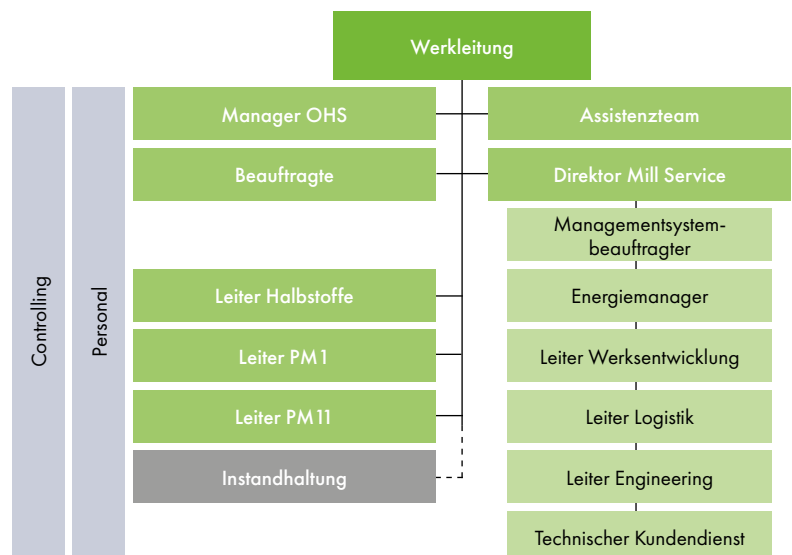 Werkleitung
Controlling
Personal
Manager OHS
Assistenzteam
Beauftragte
Direktor Mill Service
Managementsystem-
beauftragter
Leiter Halbstoffe
Energiemanager
Leiter PM1
Leiter Werksentwicklung
Leiter PM11
Leiter Logistik
Instandhaltung
Leiter Engineering
Technischer Kundendienst